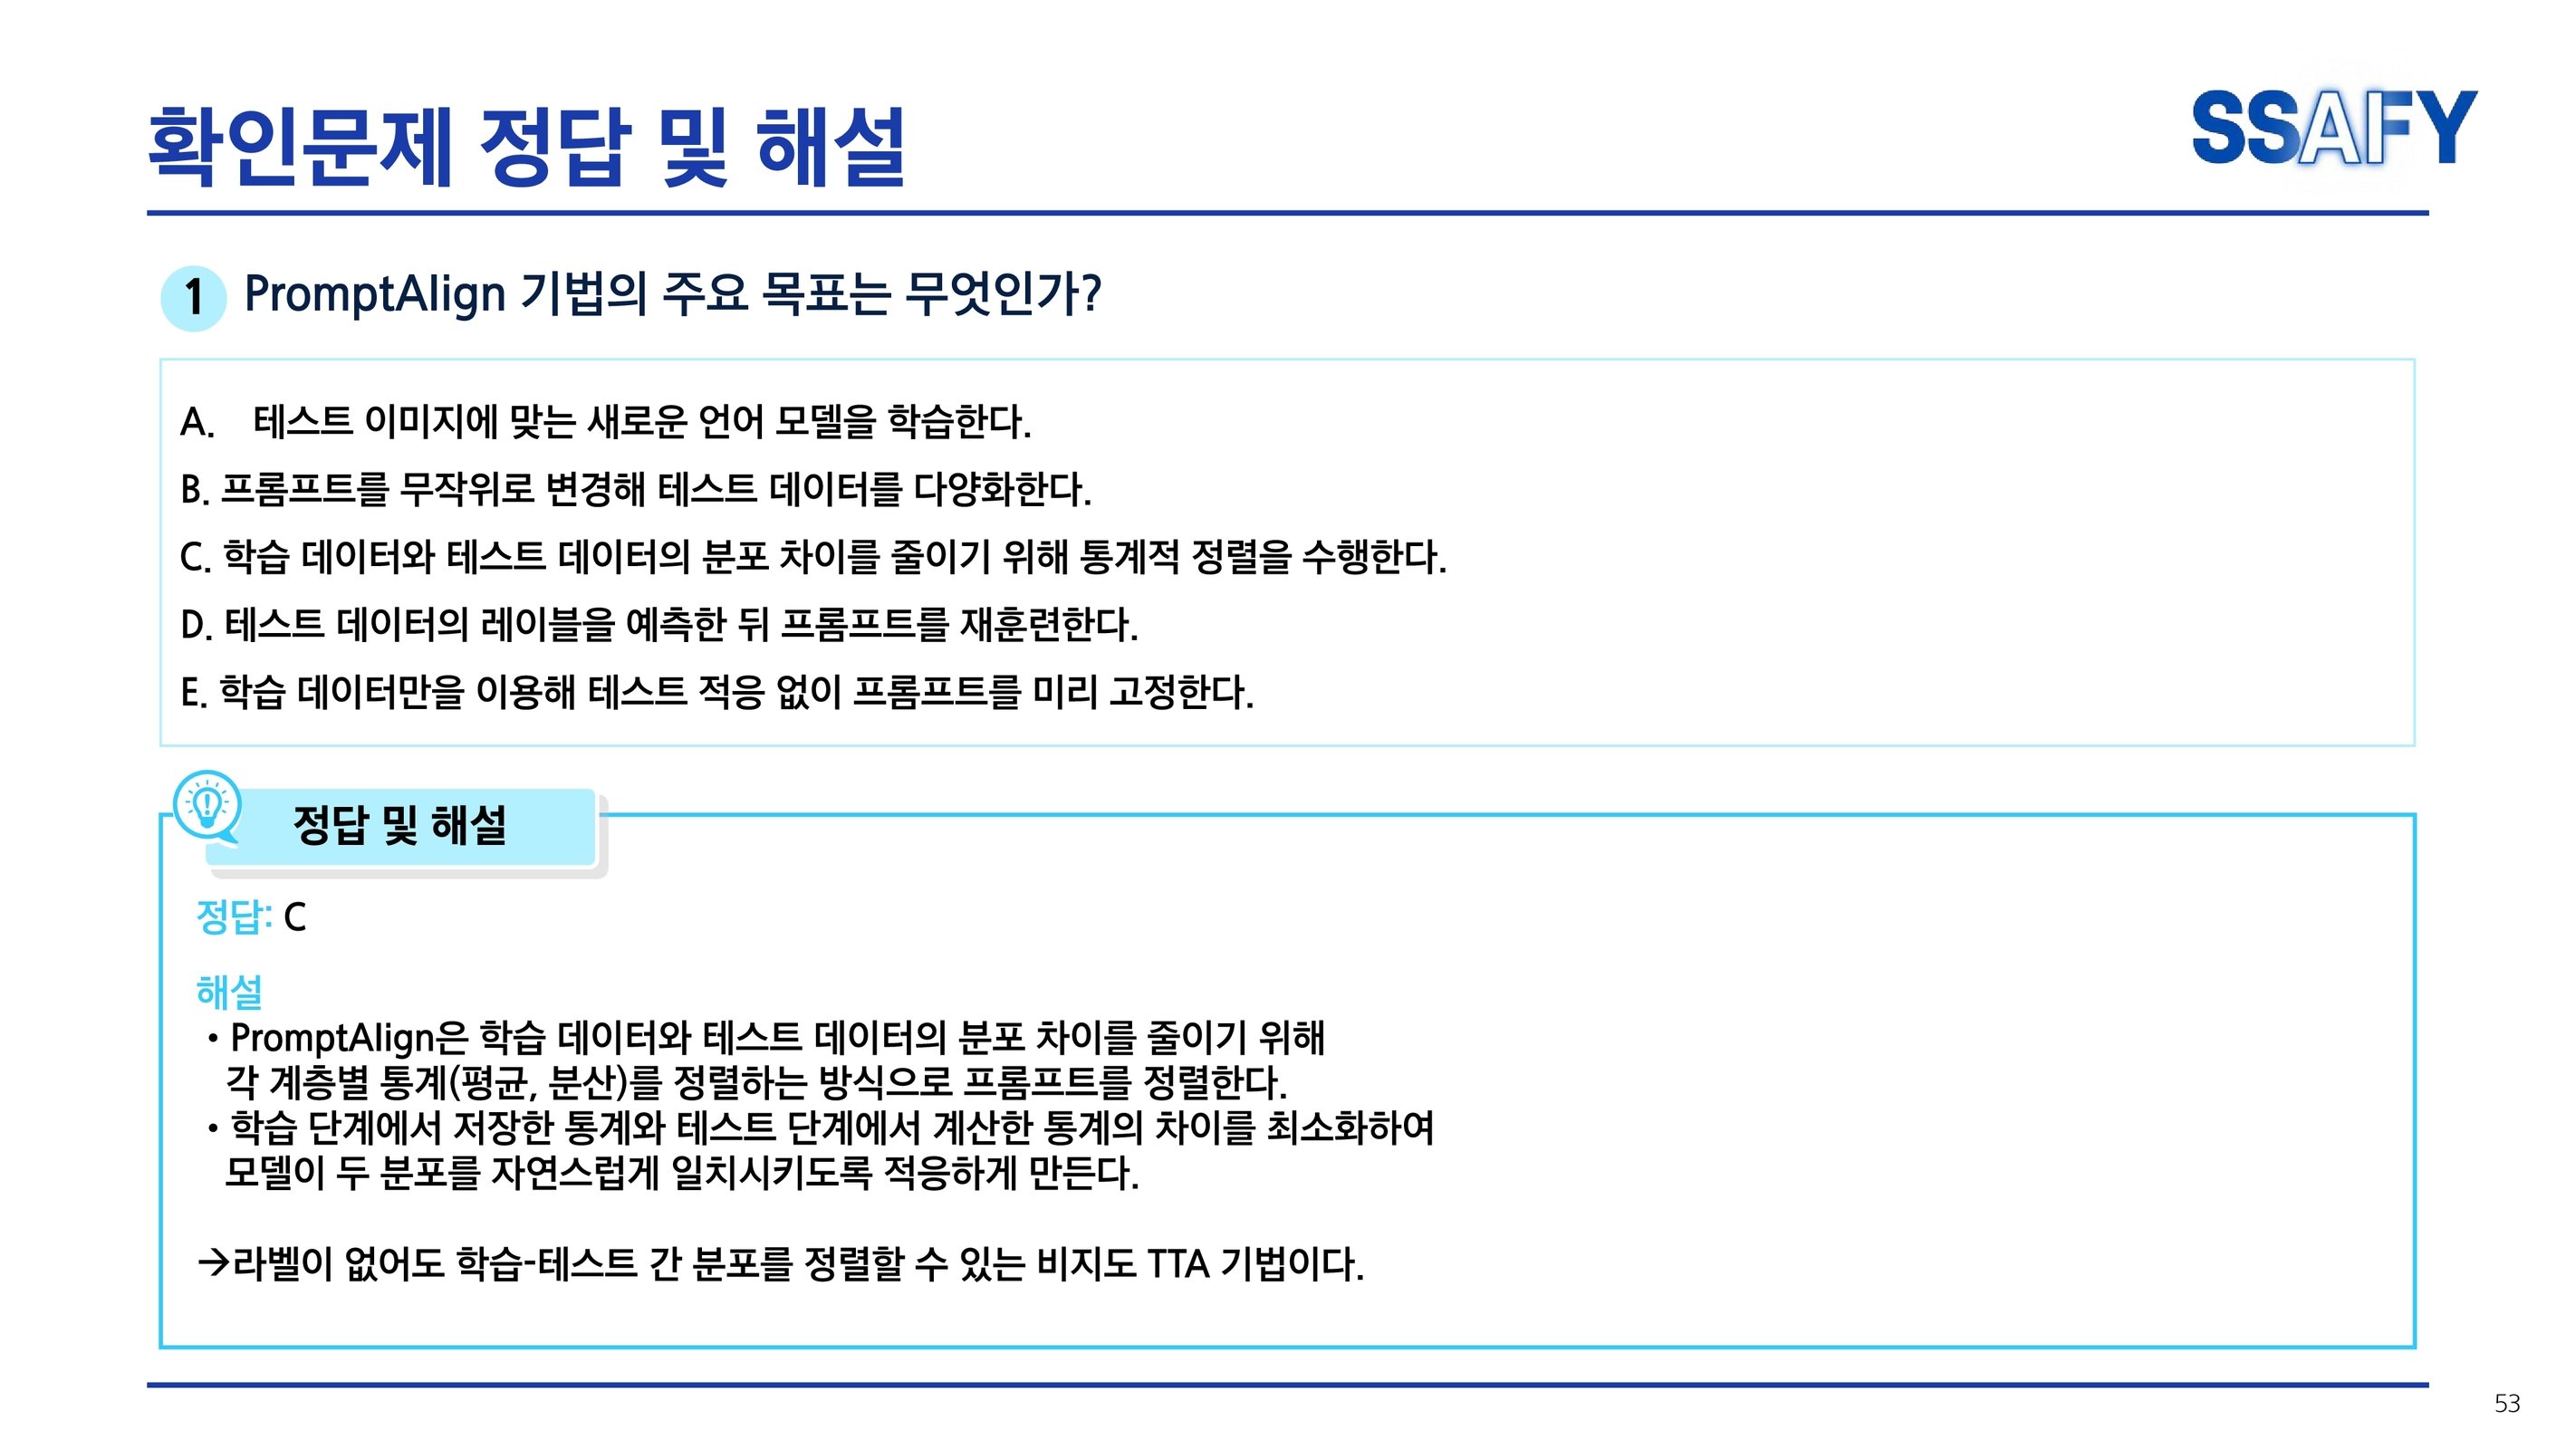 확인문제 정답 및 해설
SSAFY
1 PromptAlign 기법의 주요 목표는 무엇인가?
A. 테스트 이미지에 맞는 새로운 언어 모델을 학습한다.
B. 프롬프트를 무작위로 변경해 테스트 데이터를 다양화한다.
C. 학습 데이터와 테스트 데이터의 분포 차이를 줄이기 위해 통계적 정렬을 수행한다.
D. 테스트 데이터의 레이블을 예측한 뒤 프롬프트를 재훈련한다.
E. 학습 데이터만을 이용해 테스트 적응 없이 프롬프트를 미리 고정한다.
정답 및 해설
정답: C
해설
• PromptAlign은 학습 데이터와 테스트 데이터의 분포 차이를 줄이기 위해
각 계층별 통계(평균, 분산)를 정렬하는 방식으로 프롬프트를 정렬한다.
• 학습 단계에서 저장한 통계와 테스트 단계에서 계산한 통계의 차이를 최소화하여
모델이 두 분포를 자연스럽게 일치시키도록 적응하게 만든다.
→라벨이 없어도 학습-테스트 간 분포를 정렬할 수 있는 비지도 TTA 기법이다.
53